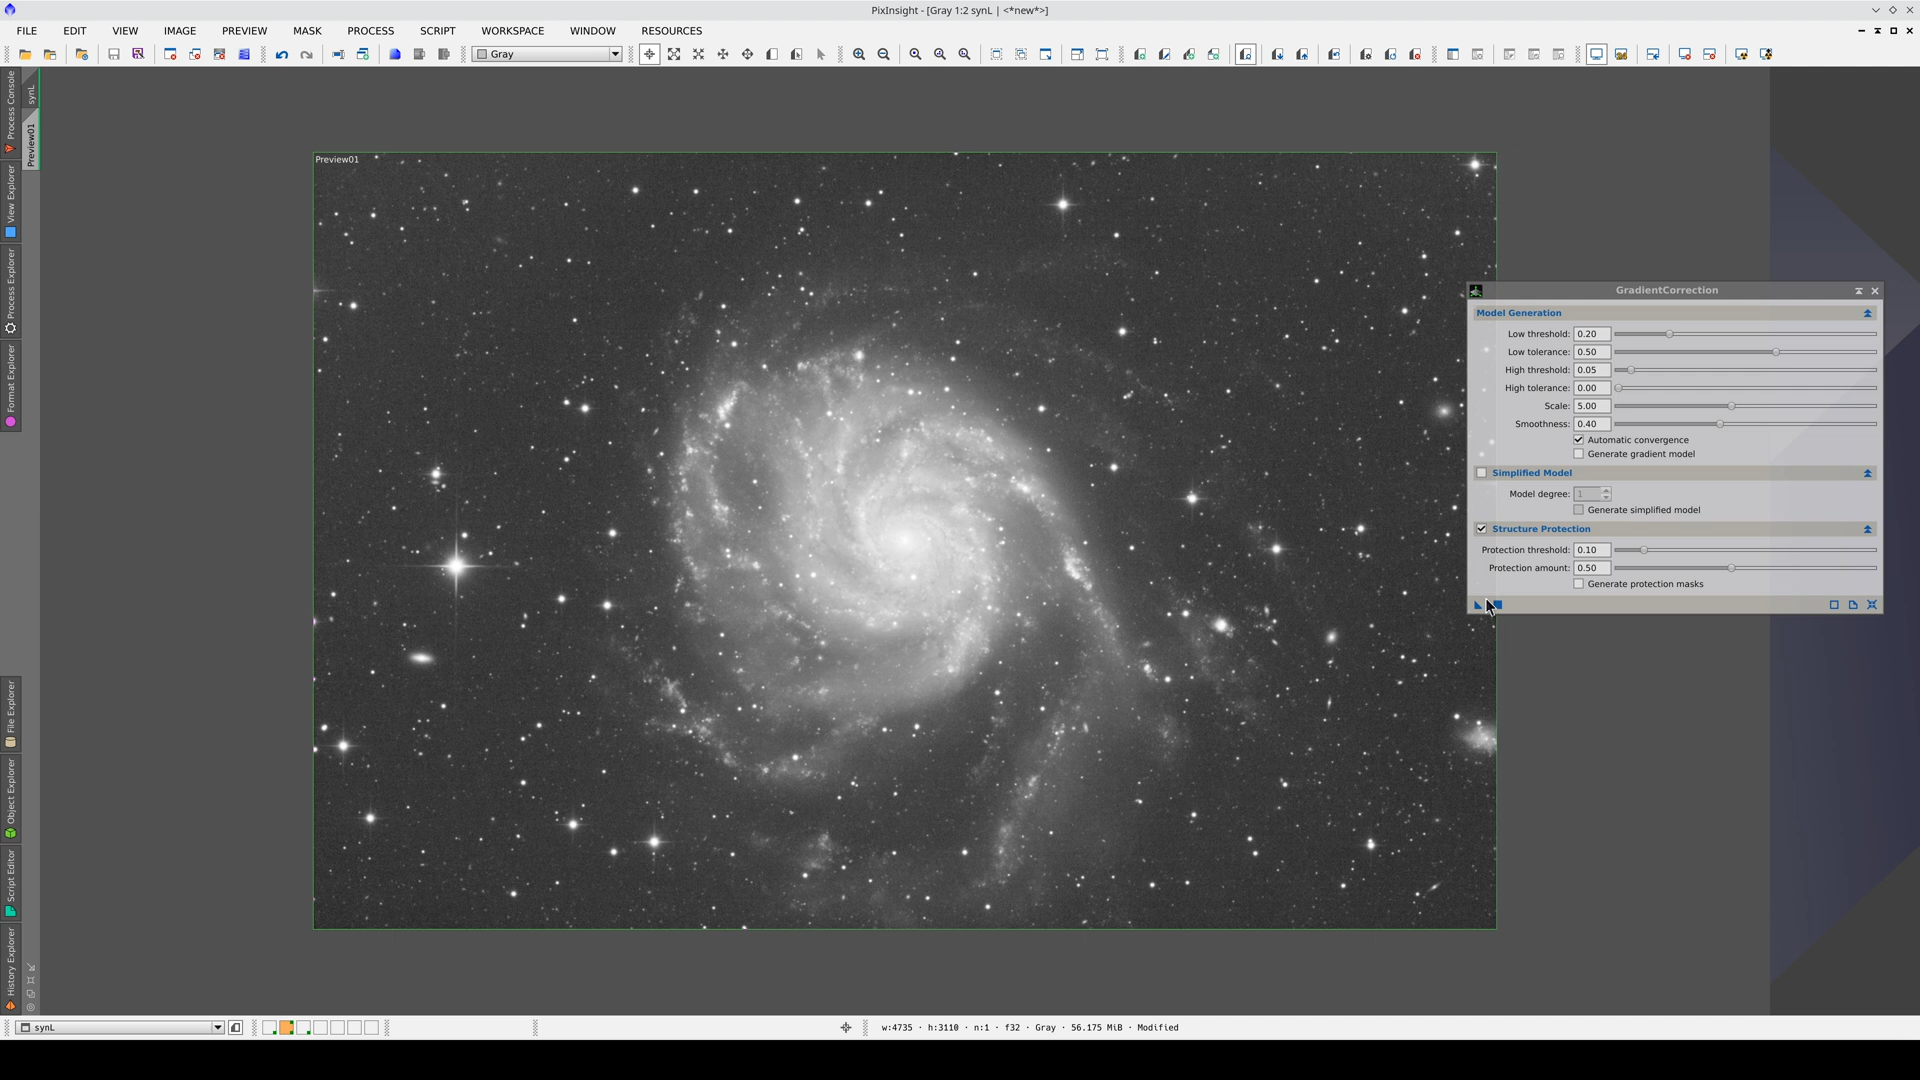 PixInsight - [Gray 1:2 synL | <*new*>]
FILE EDIT VIEW IMAGE PREVIEW MASK PROCESS SCRIPT WORKSPACE WINDOW RESOURCES
Gray
Process Console
View Explorer
Process Explorer
Format Explorer
File Explorer
Object Explorer
Script Editor
History Explorer
synL
Preview01
Preview01
GradientCorrection
Model Generation
Low threshold: 0.20
Low tolerance: 0.50
High threshold: 0.05
High tolerance: 0.00
Scale: 5.00
Smoothness: 0.40
Automatic convergence
Generate gradient model
Simplified Model
Model degree: 1
Generate simplified model
Structure Protection
Protection threshold: 0.10
Protection amount: 0.50
Generate protection masks
synL
w:4735 · h:3110 · n:1 · f32 · Gray · 56.175 MiB · Modified